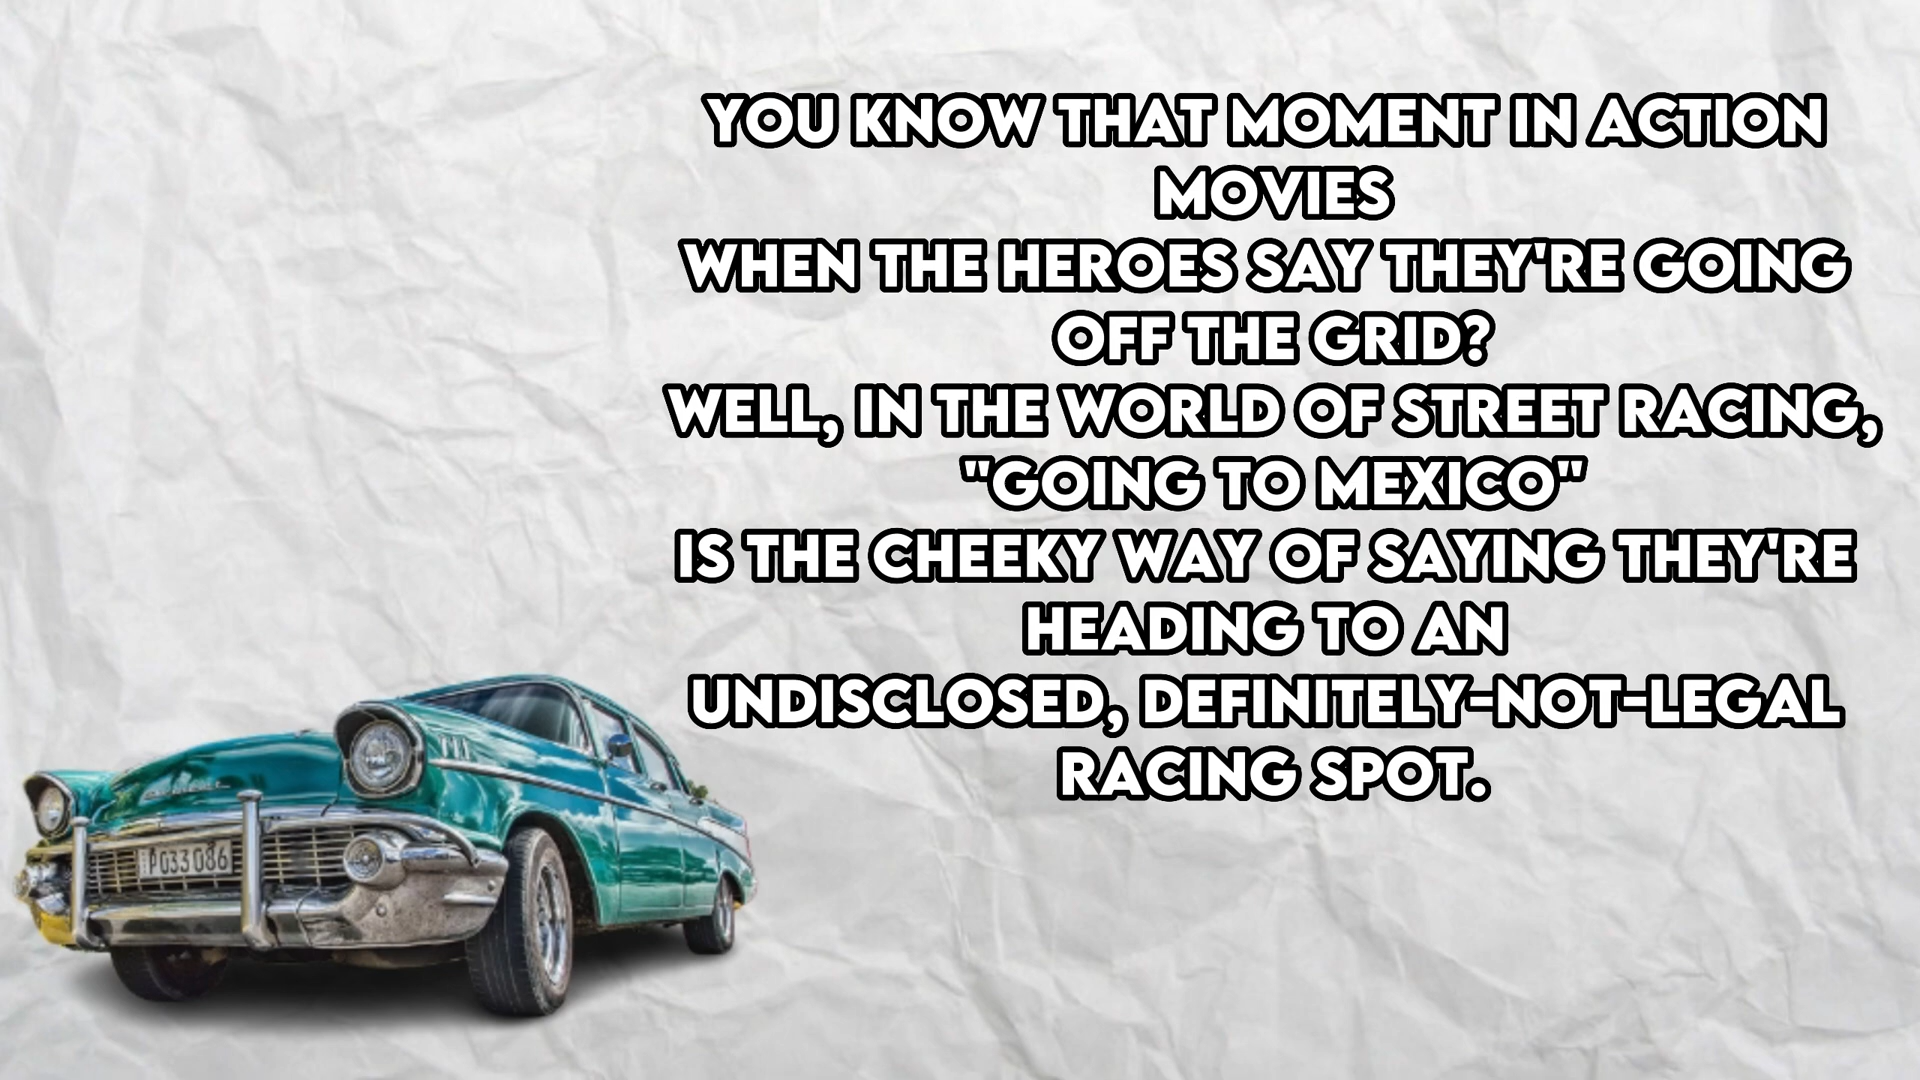 YOU KNOW THAT MOMENT IN ACTION
MOVIES
WHEN THE HEROES SAY THEY'RE GOING
OFF THE GRID?
WELL, IN THE WORLD OF STREET RACING,
"GOING TO MEXICO"
IS THE CHEEKY WAY OF SAYING THEY'RE
HEADING TO AN
UNDISCLOSED, DEFINITELY-NOT-LEGAL
RACING SPOT.
P033086